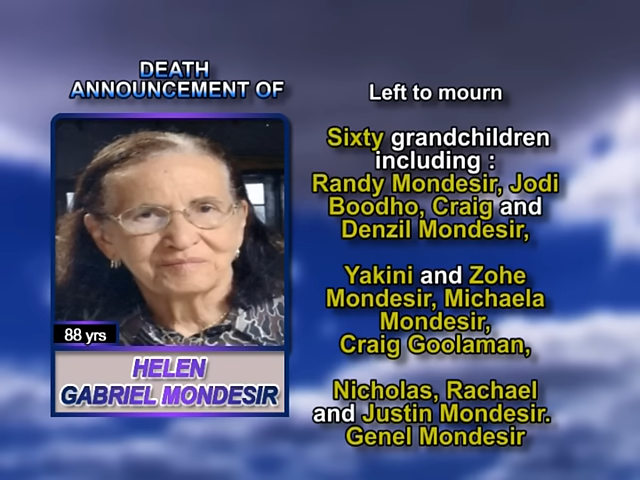 DEATH
ANNOUNCEMENT OF
88 yrs
HELEN
GABRIEL MONDESIR
Left to mourn
Sixty grandchildren
including :
Randy Mondesir, Jodi
Boodho, Craig and
Denzil Mondesir,
Yakini and Zohe
Mondesir, Michaela
Mondesir,
Craig Goolaman,
Nicholas, Rachael
and Justin Mondesir.
Genel Mondesir